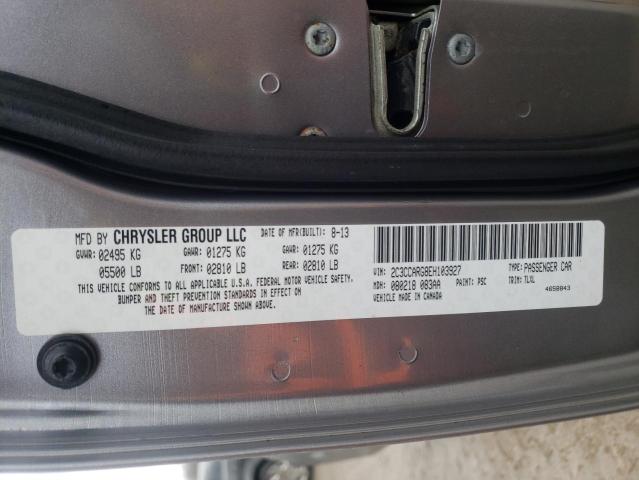 MFD BY CHRYSLER GROUP LLC DATE OF MFR(BUILT): 8-13
GVWR: 02495 KG GAWR: 01275 KG GAWR: 01275 KG
05500 LB FRONT: 02810 LB REAR: 02810 LB
THIS VEHICLE CONFORMS TO ALL APPLICABLE U.S.A. FEDERAL MOTOR VEHICLE SAFETY,
BUMPER AND THEFT PREVENTION STANDARDS IN EFFECT ON
THE DATE OF MANUFACTURE SHOWN ABOVE.
VIN: 2C3CCARG8EH103927 TYPE: PASSENGER CAR
MDH: 080218 083AA PAINT: PSC TRIM: TLXL
VEHICLE MADE IN CANADA 4658843